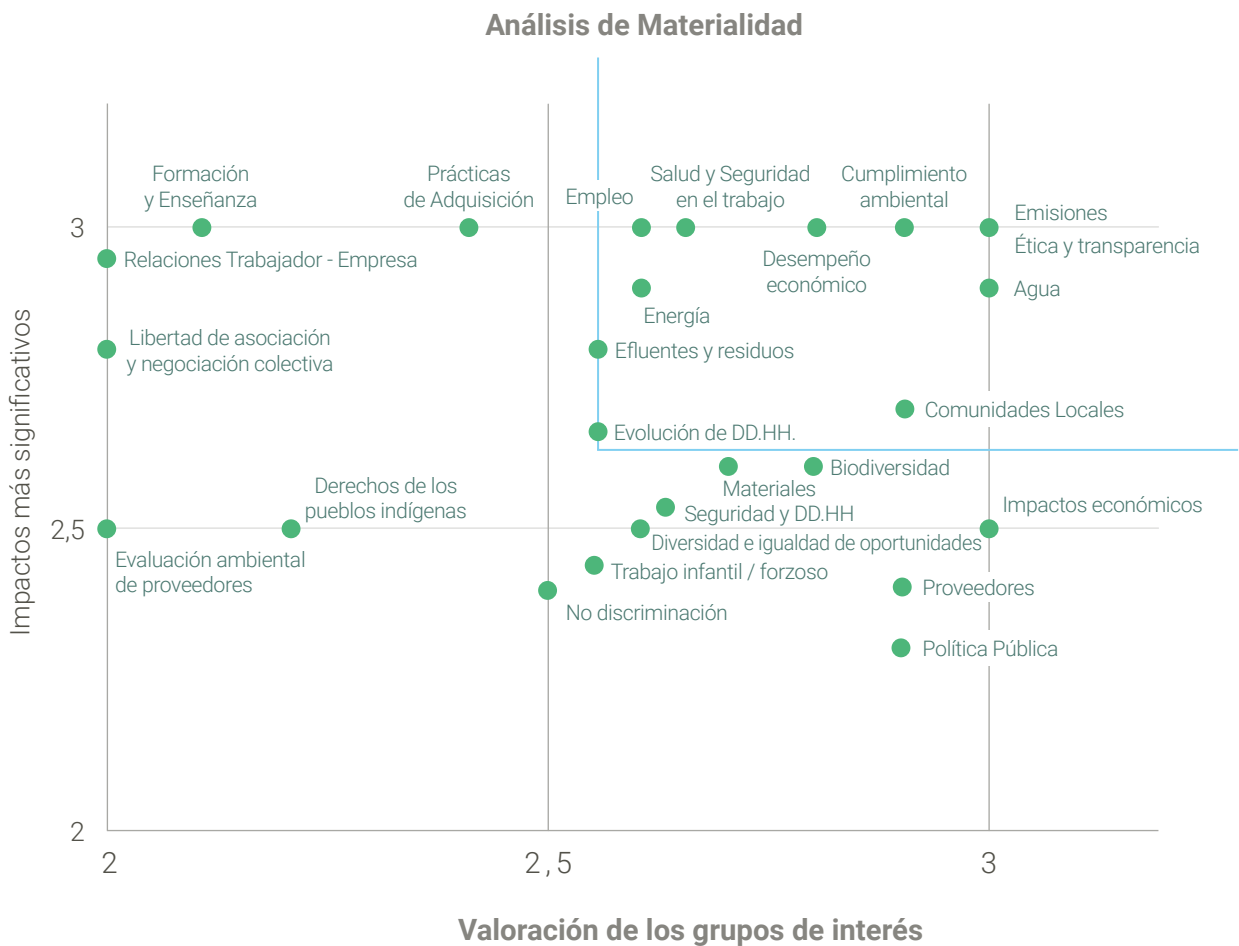 Análisis de Materialidad
Formación
y Enseñanza
Prácticas
de Adquisición
Empleo
Salud y Seguridad
en el trabajo
Cumplimiento
ambiental
Emisiones
Ética y transparencia
3
Relaciones Trabajador - Empresa
Desempeño
económico
Agua
Energía
Libertad de asociación
y negociación colectiva
Efluentes y residuos
Comunidades Locales
Evolución de DD.HH.
Biodiversidad
Materiales
Derechos de los
pueblos indígenas
Seguridad y DD.HH
Impactos económicos
2,5
Diversidad e igualdad de oportunidades
Evaluación ambiental
de proveedores
Trabajo infantil / forzoso
Proveedores
No discriminación
Política Pública
Impactos más significativos
2
2
2,5
3
Valoración de los grupos de interés